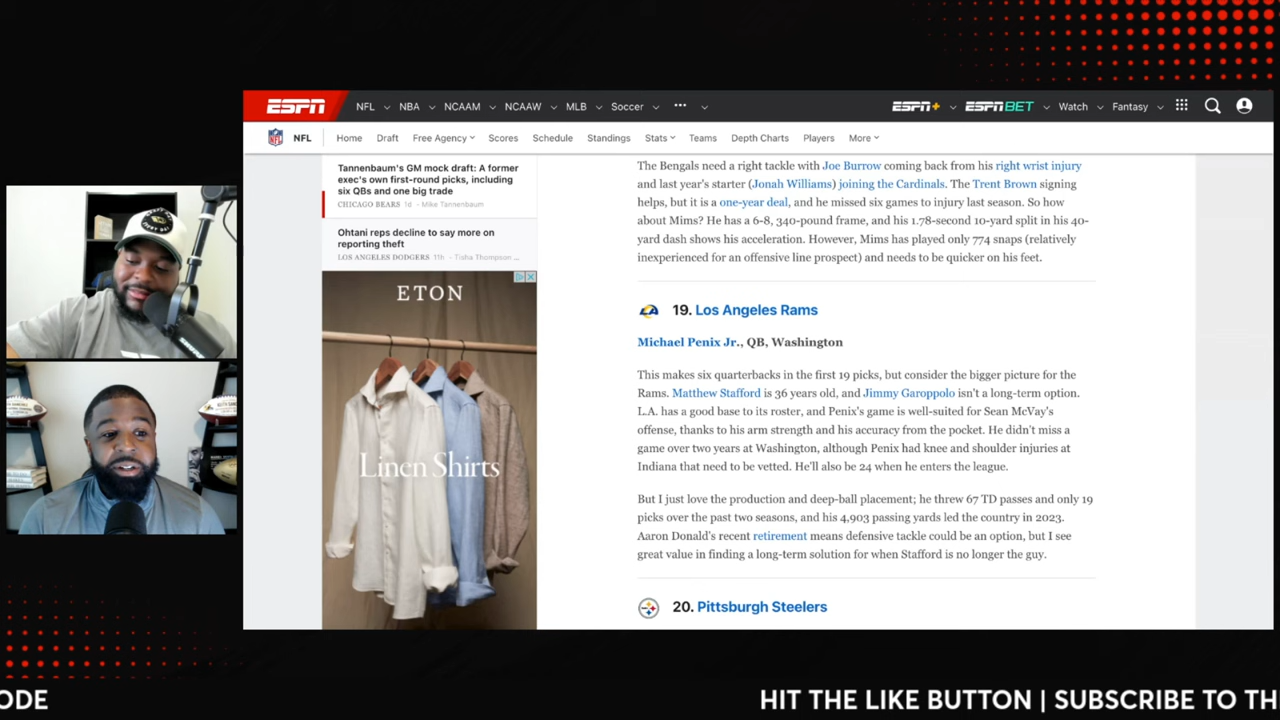 ESPN NFL NBA NCAAM NCAAW MLB Soccer ••• ESPN+ ESPN BET Watch Fantasy
NFL Home Draft Free Agency Scores Schedule Standings Stats Teams Depth Charts Players More
Tannenbaum's GM mock draft: A former
exec's own first-round picks, including
six QBs and one big trade
CHICAGO BEARS 1d - Mike Tannenbaum
Ohtani reps decline to say more on
reporting theft
LOS ANGELES DODGERS 11h - Tisha Thompson ...
ETON
Linen Shirts
The Bengals need a right tackle with Joe Burrow coming back from his right wrist injury
and last year's starter (Jonah Williams) joining the Cardinals. The Trent Brown signing
helps, but it is a one-year deal, and he missed six games to injury last season. So how
about Mims? He has a 6-8, 340-pound frame, and his 1.78-second 10-yard split in his 40-
yard dash shows his acceleration. However, Mims has played only 774 snaps (relatively
inexperienced for an offensive line prospect) and needs to be quicker on his feet.
19. Los Angeles Rams
Michael Penix Jr., QB, Washington
This makes six quarterbacks in the first 19 picks, but consider the bigger picture for the
Rams. Matthew Stafford is 36 years old, and Jimmy Garoppolo isn't a long-term option.
L.A. has a good base to its roster, and Penix's game is well-suited for Sean McVay's
offense, thanks to his arm strength and his accuracy from the pocket. He didn't miss a
game over two years at Washington, although Penix had knee and shoulder injuries at
Indiana that need to be vetted. He'll also be 24 when he enters the league.
But I just love the production and deep-ball placement; he threw 67 TD passes and only 19
picks over the past two seasons, and his 4,903 passing yards led the country in 2023.
Aaron Donald's recent retirement means defensive tackle could be an option, but I see
great value in finding a long-term solution for when Stafford is no longer the guy.
20. Pittsburgh Steelers
ODE HIT THE LIKE BUTTON | SUBSCRIBE TO TH